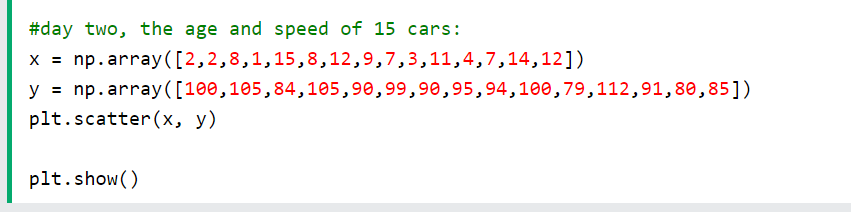 #day two, the age and speed of 15 cars:
x = np.array([2,2,8,1,15,8,12,9,7,3,11,4,7,14,12])
y = np.array([100,105,84,105,90,99,90,95,94,100,79,112,91,80,85])
plt.scatter(x, y)
plt.show()